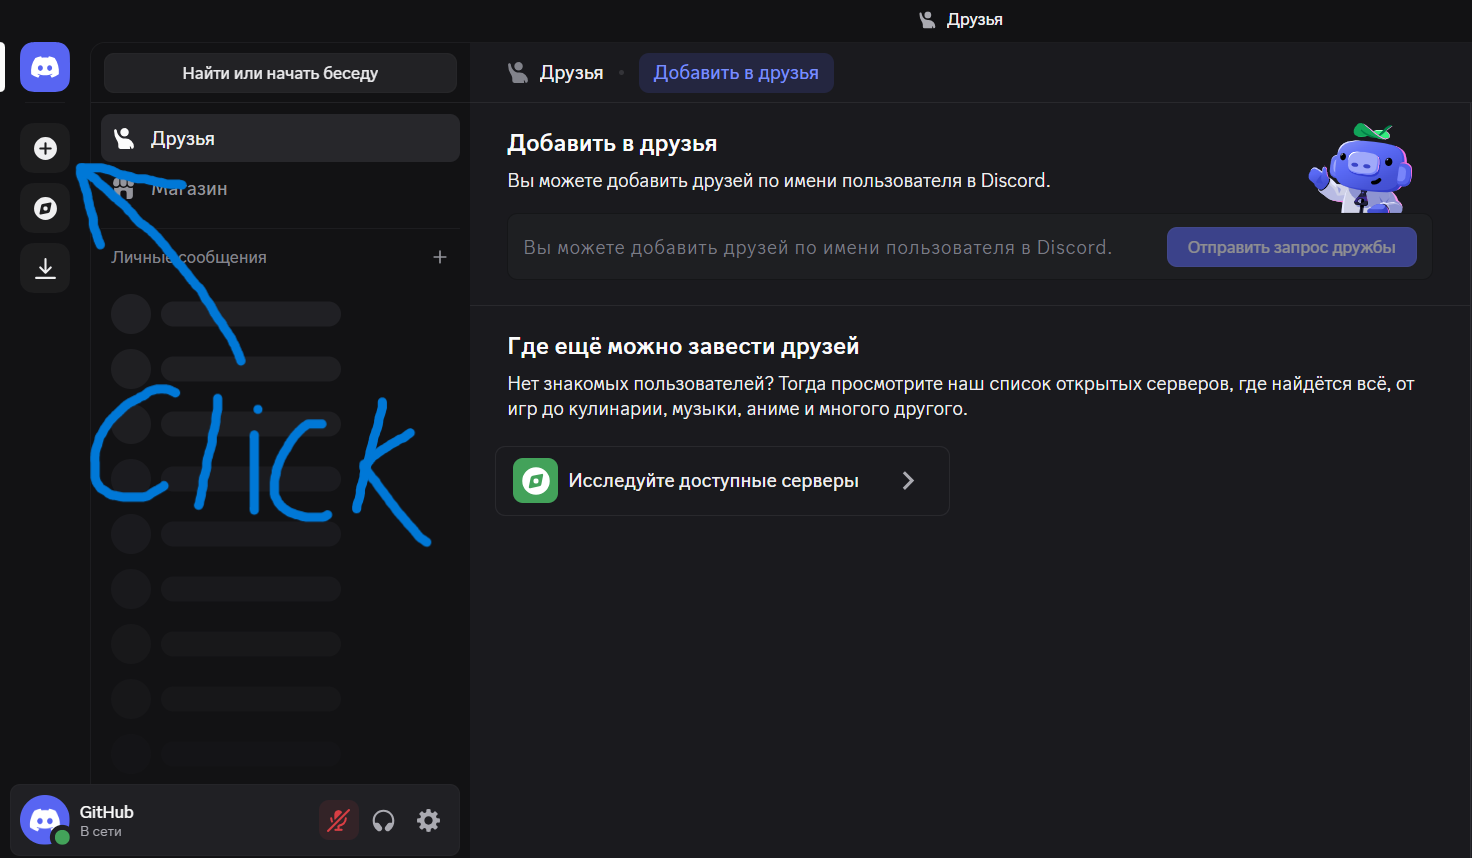 Друзья
Найти или начать беседу
Друзья
Добавить в друзья
Друзья
Магазин
Личные сообщения
Добавить в друзья
Вы можете добавить друзей по имени пользователя в Discord.
Вы можете добавить друзей по имени пользователя в Discord.
Отправить запрос дружбы
Где ещё можно завести друзей
Нет знакомых пользователей? Тогда просмотрите наш список открытых серверов, где найдётся всё, от
игр до кулинарии, музыки, аниме и многого другого.
Исследуйте доступные серверы
Click
GitHub
В сети